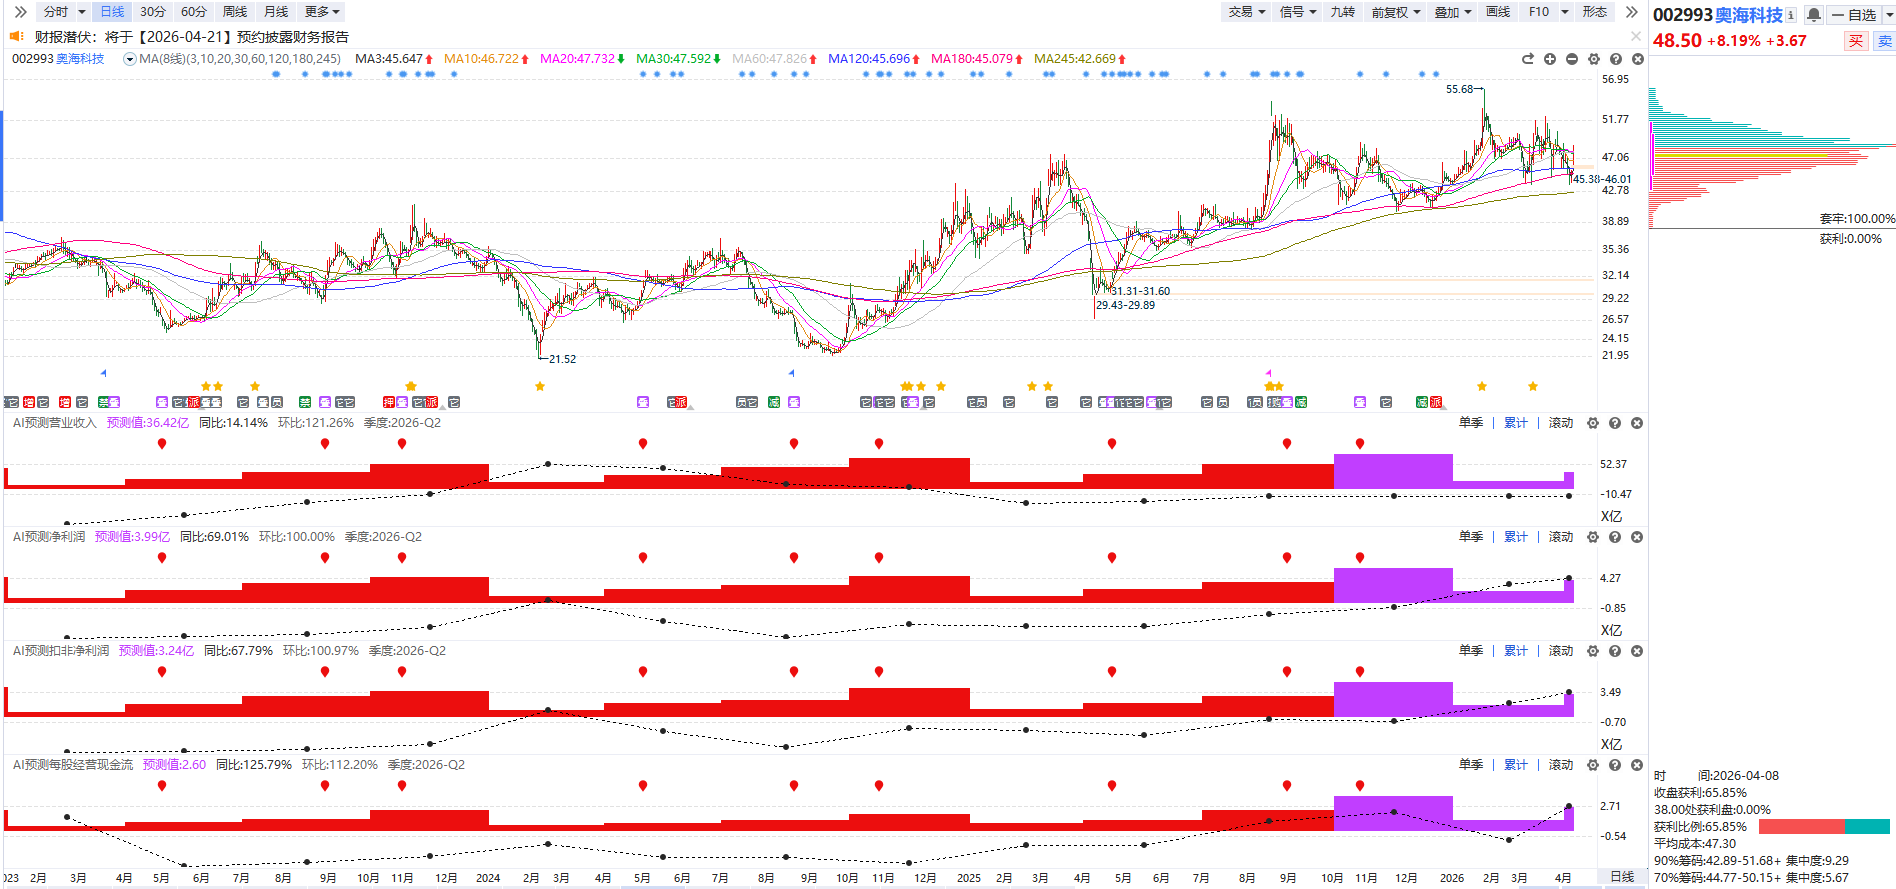 分时 日线 30分 60分 周线 月线 更多 交易 信号 九转 前复权 叠加 画线 F10 形态
002993 奥海科技 自选
财报潜伏：将于【2026-04-21】预约披露财务报告
48.50 +8.19% +3.67 买 卖
002993 奥海科技 MA(8线)(3,10,20,30,60,120,180,245) MA3:45.647 MA10:46.722 MA20:47.732 MA30:47.592 MA60:47.826 MA120:45.696 MA180:45.079 MA245:42.669
56.95
55.68
51.77
47.06
45.38-46.01
42.78
38.89
35.36
32.14
31.31-31.60
29.22
29.43-29.89
26.57
24.15
21.95
21.52
套牢:100.00%
获利:0.00%
AI预测营业收入 预测值:36.42亿 同比:14.14% 环比:121.26% 季度:2026-Q2 单季 累计 滚动
52.37
-10.47
X亿
AI预测净利润 预测值:3.99亿 同比:69.01% 环比:100.00% 季度:2026-Q2 单季 累计 滚动
4.27
-0.85
X亿
AI预测扣非净利润 预测值:3.24亿 同比:67.79% 环比:100.97% 季度:2026-Q2 单季 累计 滚动
3.49
-0.70
X亿
AI预测每股经营现金流 预测值:2.60 同比:125.79% 环比:112.20% 季度:2026-Q2 单季 累计 滚动
2.71
-0.54
023 2月 3月 4月 5月 6月 7月 8月 9月 10月 11月 12月 2024 2月 3月 4月 5月 6月 7月 8月 9月 10月 11月 12月 2025 2月 3月 4月 5月 6月 7月 8月 9月 10月 11月 12月 2026 2月 3月 4月 日线
时 间:2026-04-08
收盘获利:65.85%
38.00处获利盘:0.00%
获利比例:65.85%
平均成本:47.30
90%筹码:42.89-51.68+ 集中度:9.29
70%筹码:44.77-50.15+ 集中度:5.67